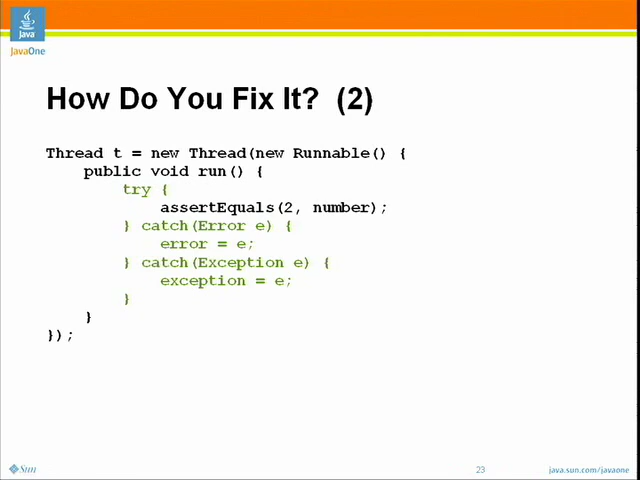 Java
JavaOne
How Do You Fix It? (2)
Thread t = new Thread(new Runnable() {
public void run() {
try {
assertEquals(2, number);
} catch(Error e) {
error = e;
} catch(Exception e) {
exception = e;
}
}
});
Sun
23
java.sun.com/javaone